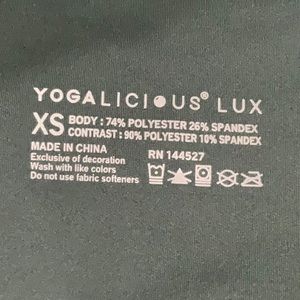 YOGALICIOUS® LUX
XS BODY : 74% POLYESTER 26% SPANDEX
CONTRAST : 90% POLYESTER 10% SPANDEX
MADE IN CHINA
Exclusive of decoration RN 144527
Wash with like colors
Do not use fabric softeners